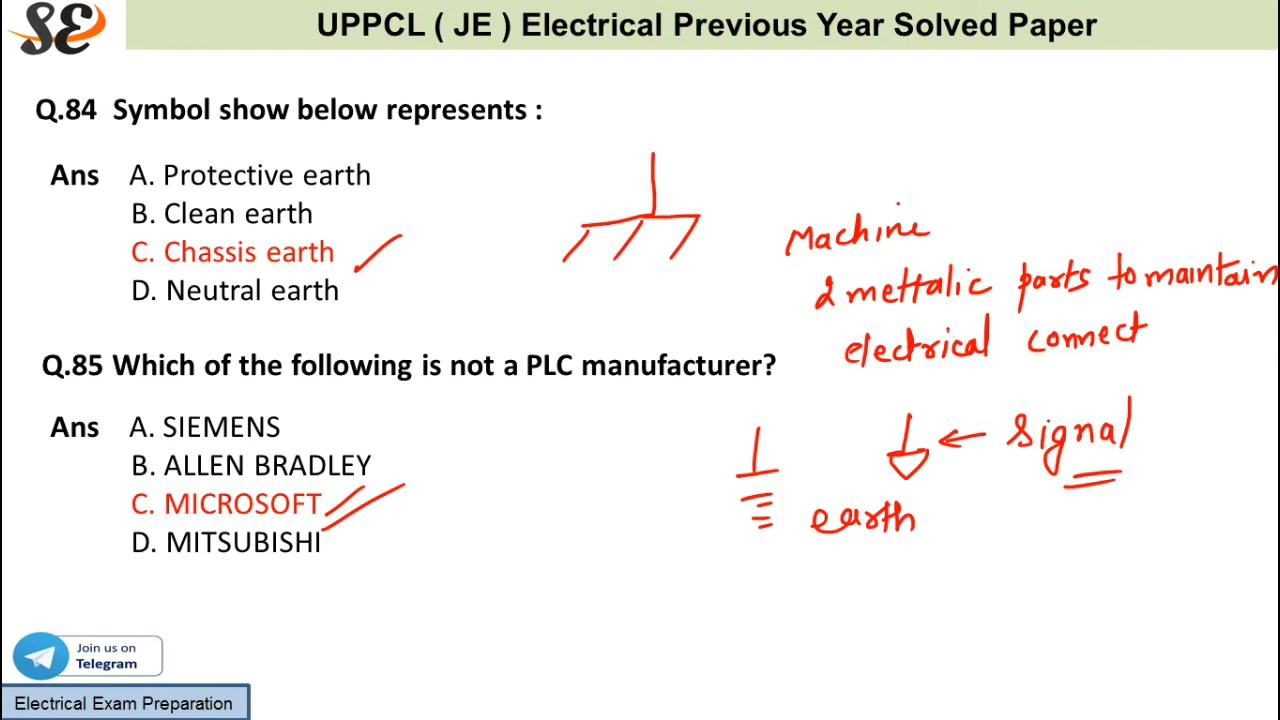 SE
UPPCL ( JE ) Electrical Previous Year Solved Paper
Q.84 Symbol show below represents :
Ans A. Protective earth
B. Clean earth
C. Chassis earth
D. Neutral earth
Machine
2 mettalic parts to maintain
electrical connect
Q.85 Which of the following is not a PLC manufacturer?
Ans A. SIEMENS
B. ALLEN BRADLEY
C. MICROSOFT
D. MITSUBISHI
signal
earth
Join us on
Telegram
Electrical Exam Preparation